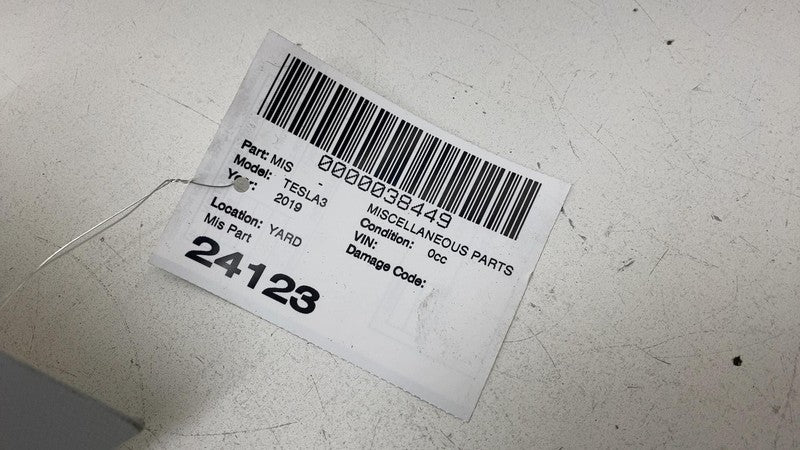 0000038449
Part: MIS - MISCELLANEOUS PARTS
Model: TESLA3 Condition: 0cc
Year: 2019 VIN:
Damage Code:
Location: YARD
Mis Part
24123